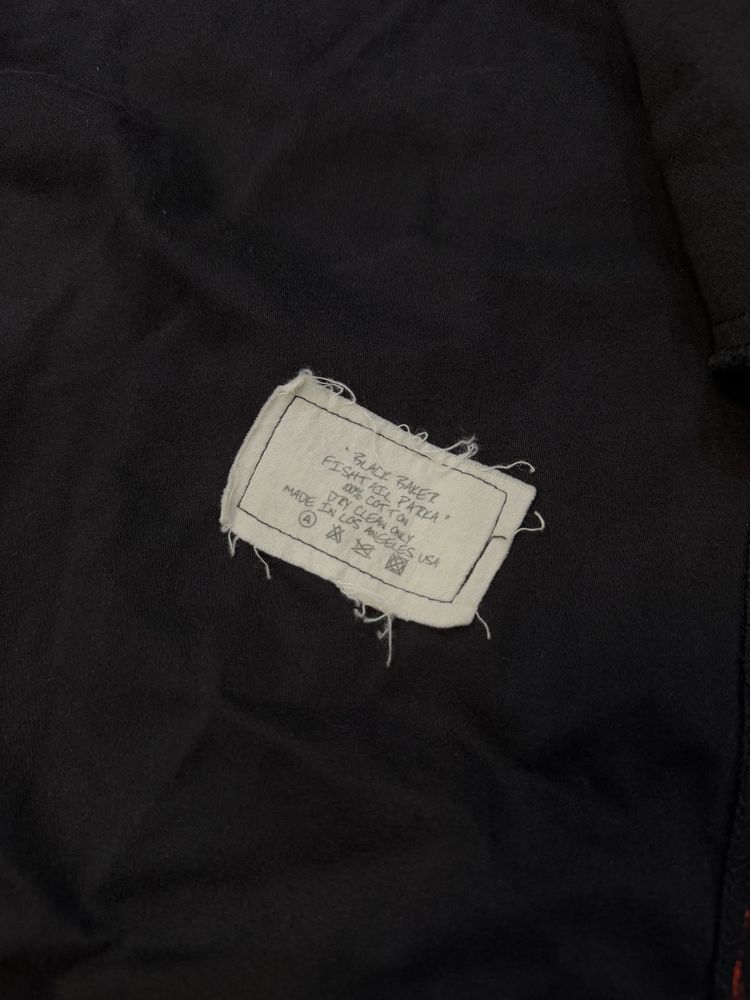 "BLACK BAKER
FISHTAIL PARKA"
100% COTTON
DRY CLEAN ONLY
MADE IN LOS ANGELES USA
A